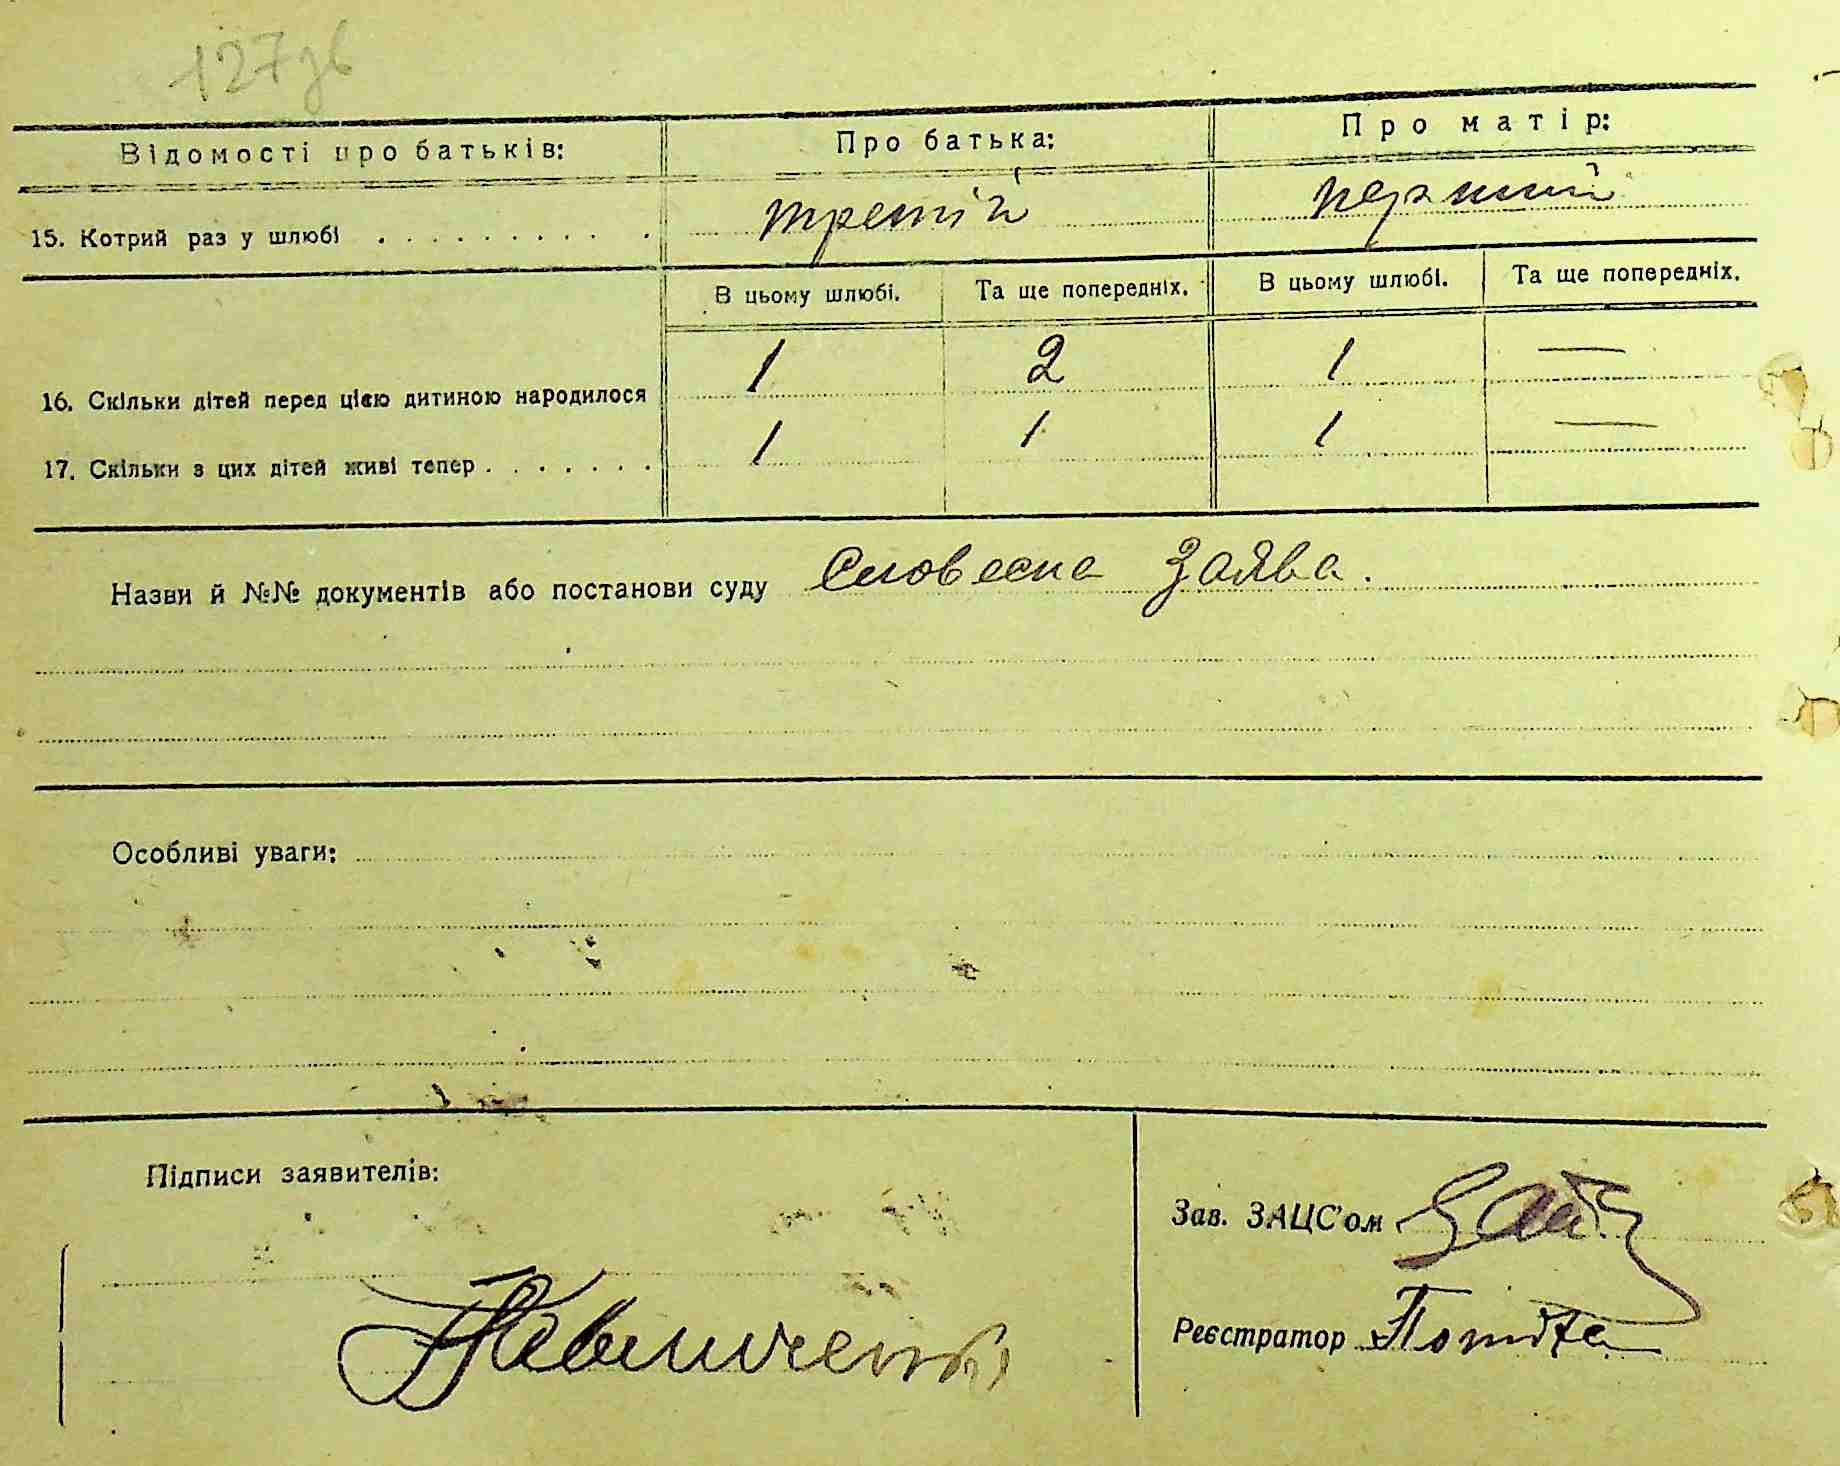 127зв
Відомості про батьків: Про батька: Про матір:
15. Котрий раз у шлюбі третій перший
В цьому шлюбі. Та ще попередніх. В цьому шлюбі. Та ще попередніх.
16. Скільки дітей перед цією дитиною народилося 1 2 1 —
17. Скільки з цих дітей живі тепер 1 1 1 —
Назви й №№ документів або постанови суду Словесна заява.
Особливі уваги:
Підписи заявителів:
Зав. ЗАЦС'ом
Реєстратор